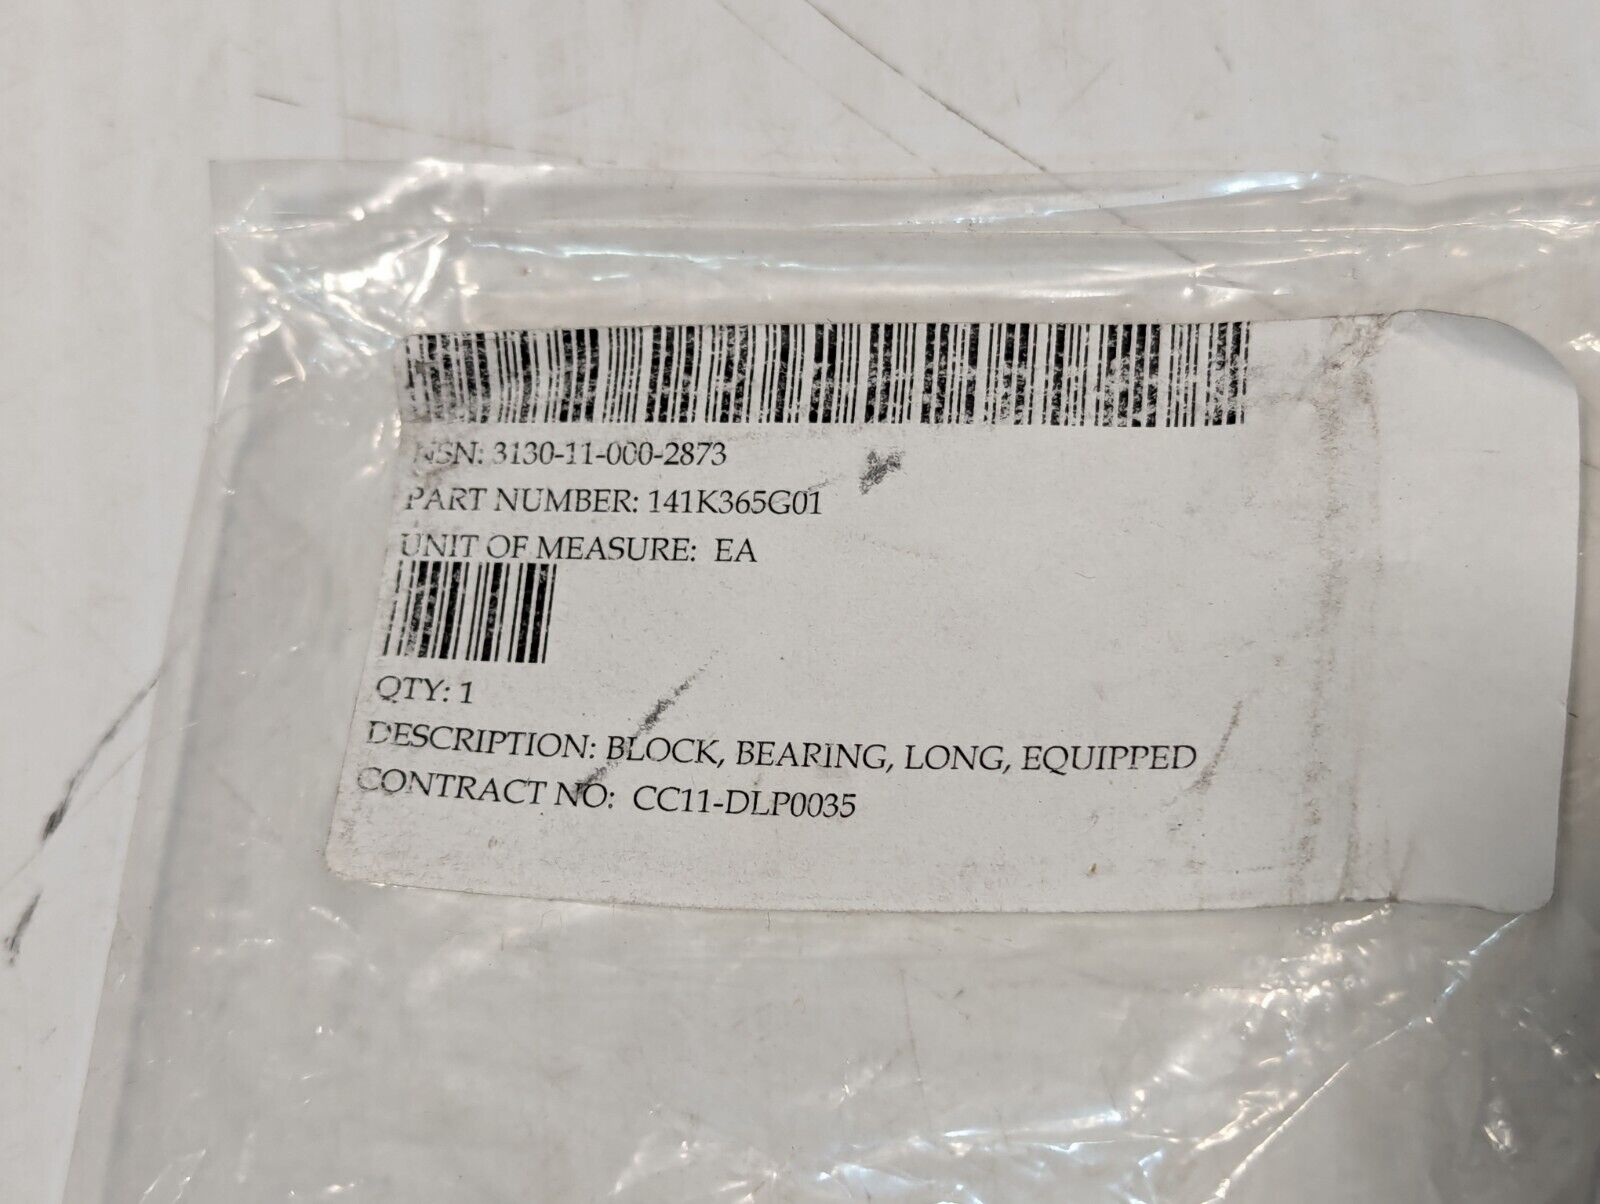 NSN: 3130-11-000-2873
PART NUMBER: 141K365G01
UNIT OF MEASURE: EA
QTY: 1
DESCRIPTION: BLOCK, BEARING, LONG, EQUIPPED
CONTRACT NO: CC11-DLP0035